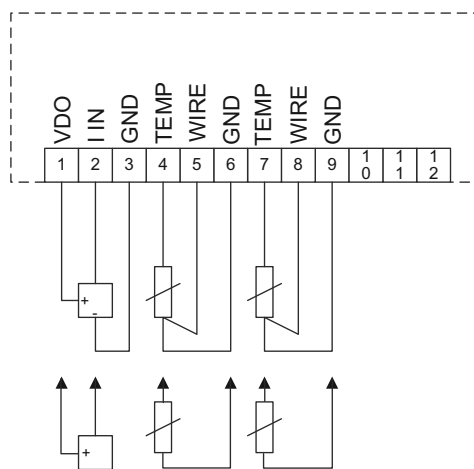 VDO
I IN
GND
TEMP
WIRE
GND
TEMP
WIRE
GND
1 2 3 4 5 6 7 8 9 10 11 12
+
-
+